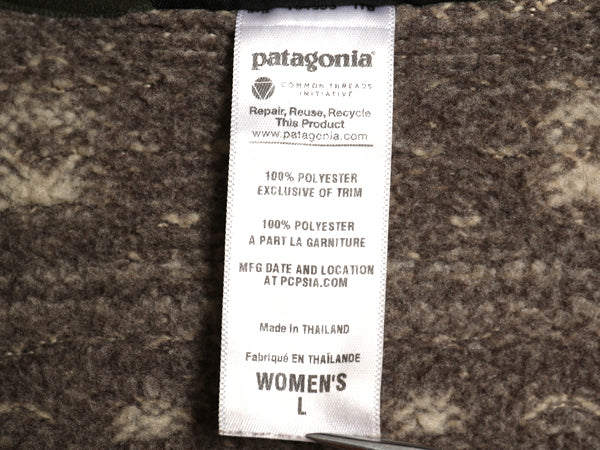 patagonia®
COMMON THREADS
INITIATIVE
Repair, Reuse, Recycle
This Product
www.patagonia.com
100% POLYESTER
EXCLUSIVE OF TRIM
100% POLYESTER
A PART LA GARNITURE
MFG DATE AND LOCATION
AT PCPSIA.COM
Made in THAILAND
Fabriqué EN THAÏLANDE
WOMEN'S
L